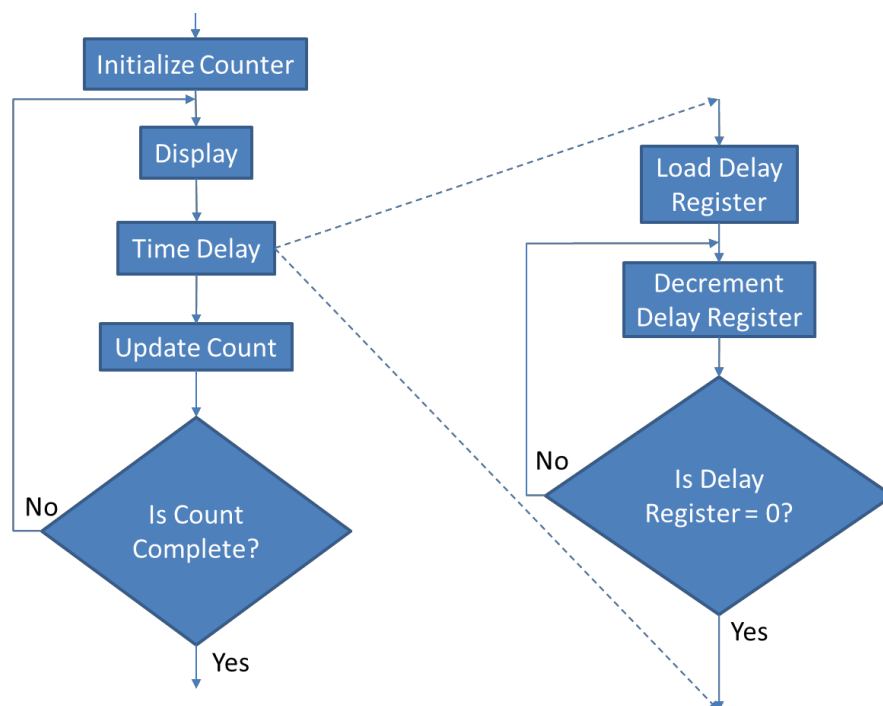 Initialize Counter
Display
Time Delay
Update Count
No
Is Count
Complete?
Yes
Load Delay
Register
Decrement
Delay Register
No
Is Delay
Register = 0?
Yes